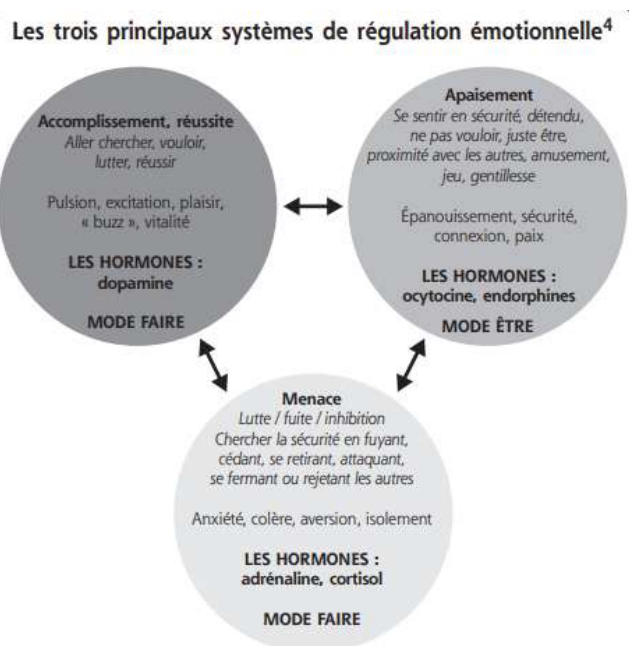 Les trois principaux systèmes de régulation émotionnelle⁴
Accomplissement, réussite
Aller chercher, vouloir,
lutter, réussir
Pulsion, excitation, plaisir,
« buzz », vitalité
LES HORMONES :
dopamine
MODE FAIRE
Apaisement
Se sentir en sécurité, détendu,
ne pas vouloir, juste être,
proximité avec les autres, amusement,
jeu, gentillesse
Épanouissement, sécurité,
connexion, paix
LES HORMONES :
ocytocine, endorphines
MODE ÊTRE
Menace
Lutte / fuite / inhibition
Chercher la sécurité en fuyant,
cédant, se retirant, attaquant,
se fermant ou rejetant les autres
Anxiété, colère, aversion, isolement
LES HORMONES :
adrénaline, cortisol
MODE FAIRE